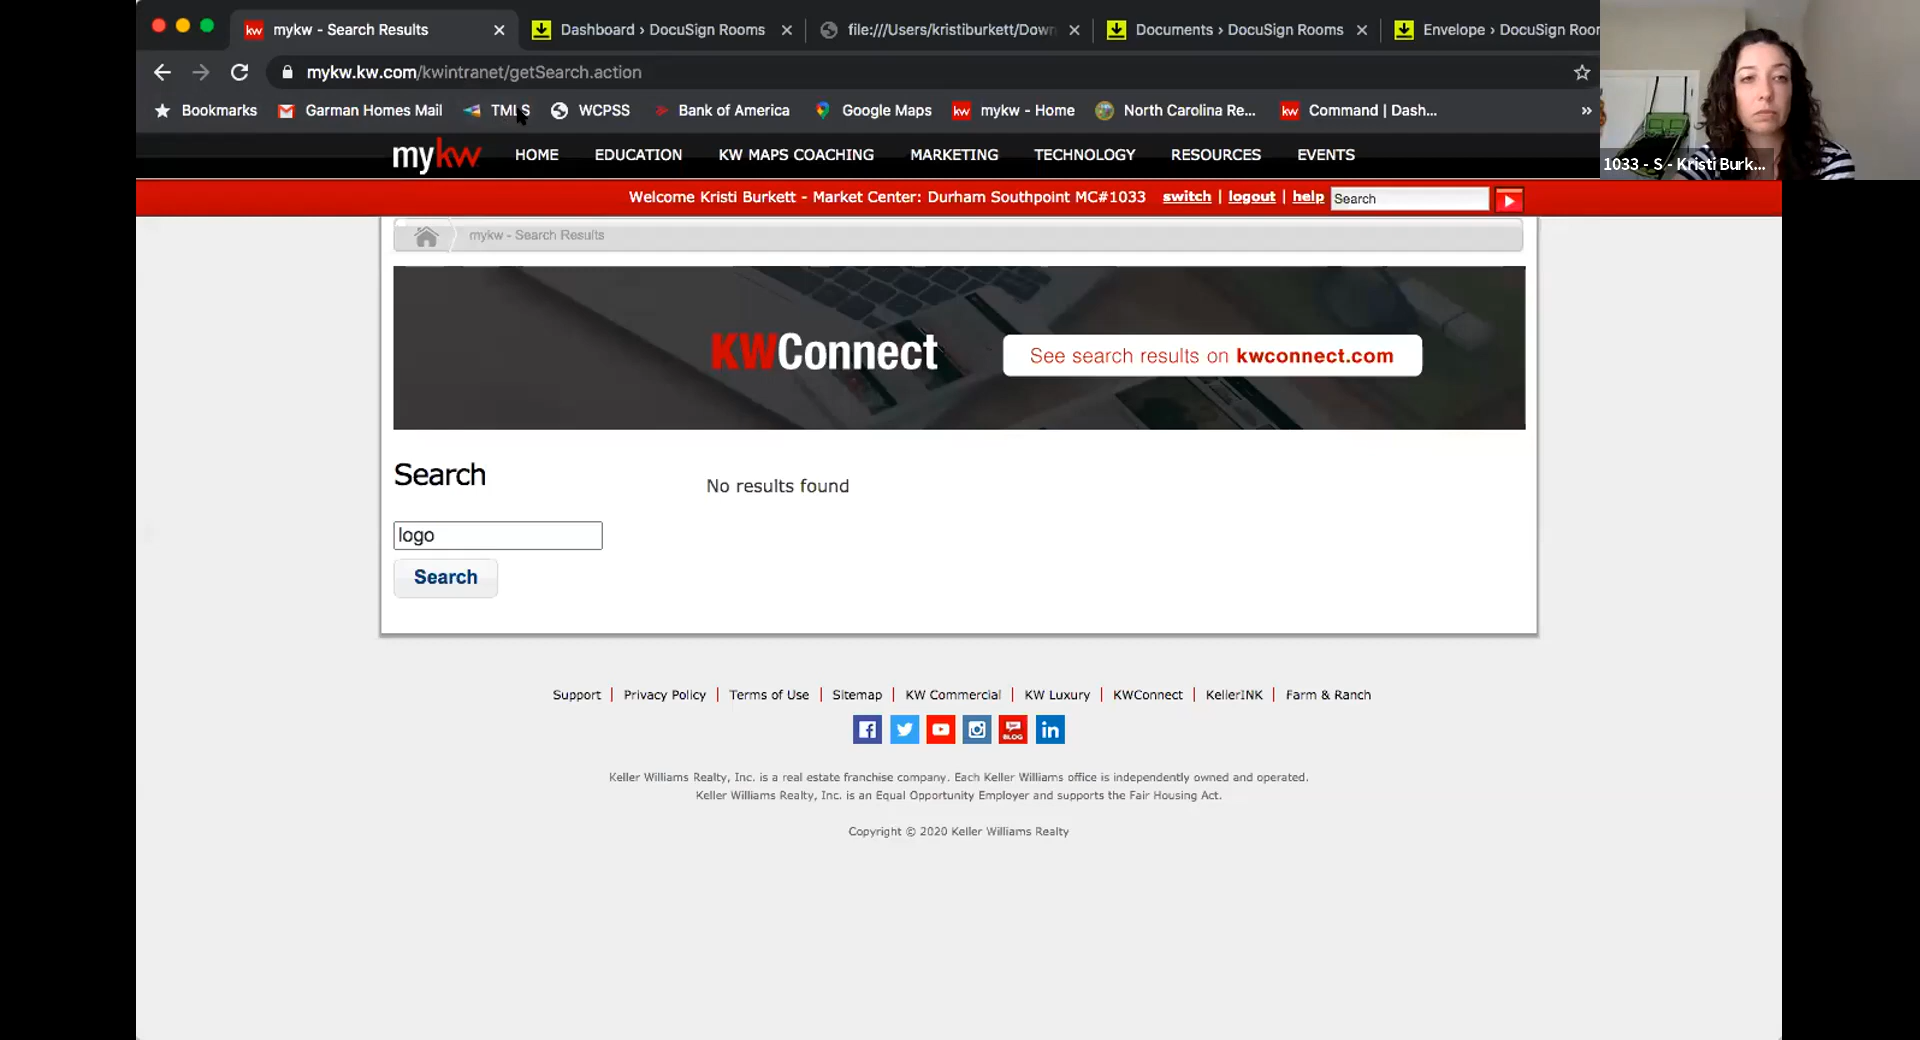 mykw - Search Results
Dashboard › DocuSign Rooms
file:///Users/kristiburkett/Down
Documents › DocuSign Rooms
Envelope › DocuSign Roor
mykw.kw.com/kwintranet/getSearch.action
Bookmarks
Garman Homes Mail
TMLS
WCPSS
Bank of America
Google Maps
kw
mykw - Home
North Carolina Re...
kw
Command | Dash...
»
1033 - S - Kristi Burk...
mykw
HOME
EDUCATION
KW MAPS COACHING
MARKETING
TECHNOLOGY
RESOURCES
EVENTS
Welcome Kristi Burkett - Market Center: Durham Southpoint MC#1033
switch | logout | help
Search
mykw - Search Results
KWConnect
See search results on kwconnect.com
Search
No results found
logo
Search
Support | Privacy Policy | Terms of Use | Sitemap | KW Commercial | KW Luxury | KWConnect | KellerINK | Farm & Ranch
BLOG
in
Keller Williams Realty, Inc. is a real estate franchise company. Each Keller Williams office is independently owned and operated.
Keller Williams Realty, Inc. is an Equal Opportunity Employer and supports the Fair Housing Act.
Copyright © 2020 Keller Williams Realty